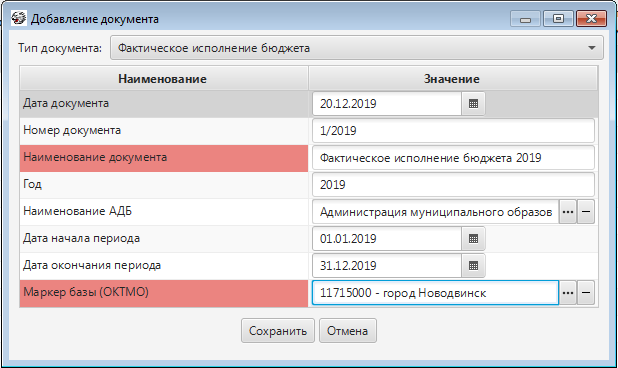 Добавление документа
Тип документа: Фактическое исполнение бюджета
Наименование Значение
Дата документа 20.12.2019
Номер документа 1/2019
Наименование документа Фактическое исполнение бюджета 2019
Год 2019
Наименование АДБ Администрация муниципального образов
Дата начала периода 01.01.2019
Дата окончания периода 31.12.2019
Маркер базы (ОКТМО) 11715000 - город Новодвинск
Сохранить Отмена